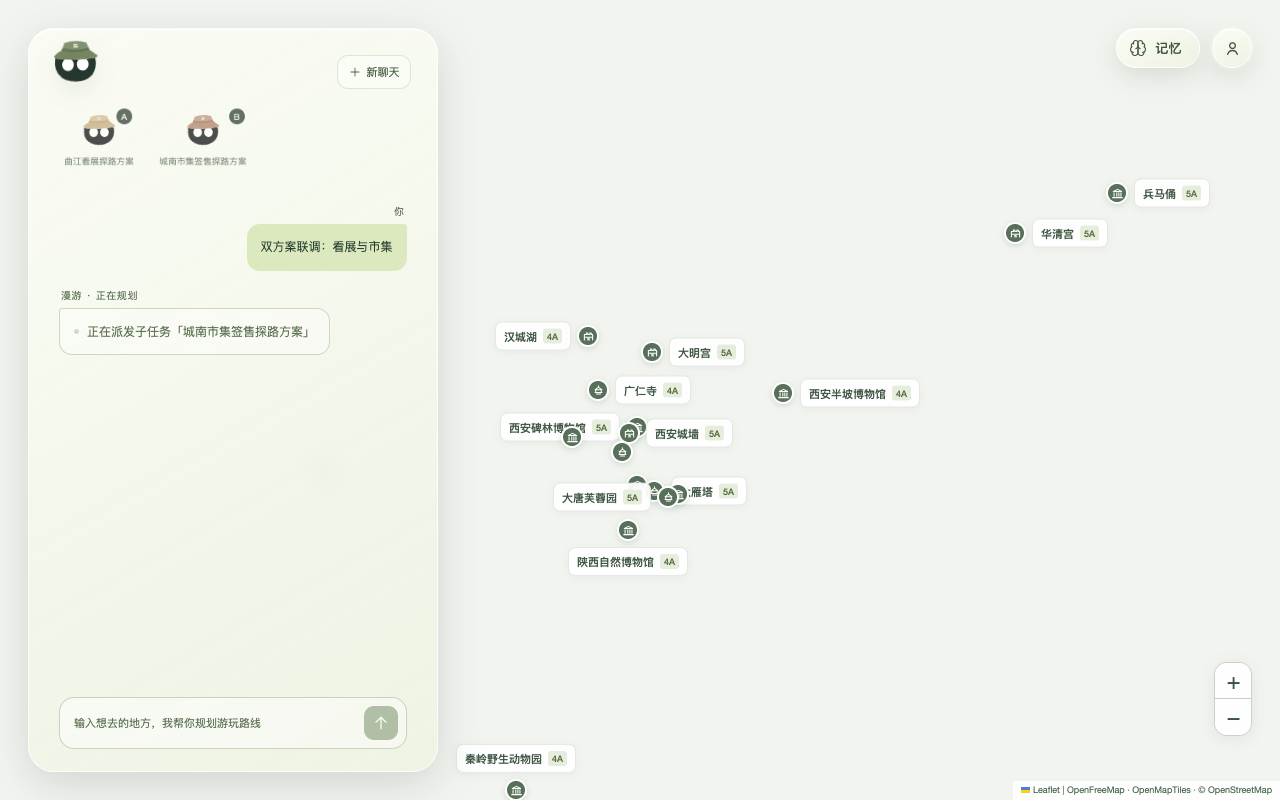 新聊天
A
B
曲江看展探路方案
城南市集签售探路方案
你
双方案联调：看展与市集
漫游 · 正在规划
正在派发子任务「城南市集签售探路方案」
输入想去的地方，我帮你规划游玩路线
记忆
兵马俑 5A
华清宫 5A
汉城湖 4A
大明宫 5A
广仁寺 4A
西安半坡博物馆 4A
西安碑林博物馆 5A
西安城墙 5A
雁塔 5A
大唐芙蓉园 5A
陕西自然博物馆 4A
秦岭野生动物园 4A
+
−
Leaflet | OpenFreeMap · OpenMapTiles · © OpenStreetMap